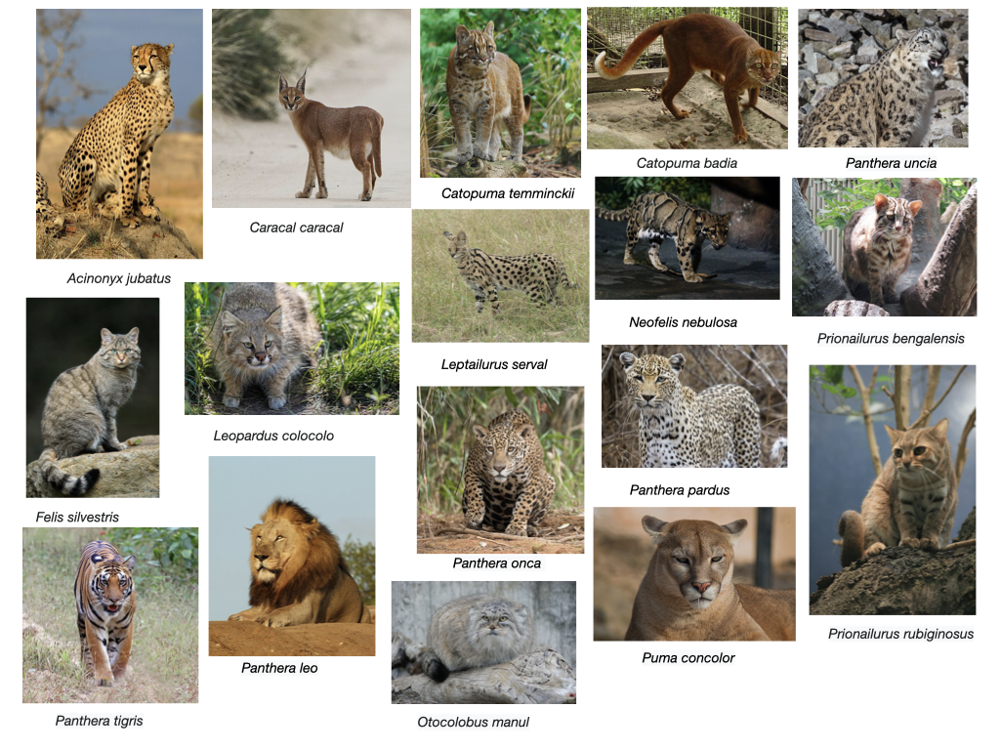 Catopuma badia
Panthera uncia
Catopuma temminckii
Caracal caracal
Acinonyx jubatus
Neofelis nebulosa
Prionailurus bengalensis
Leptailurus serval
Leopardus colocolo
Panthera pardus
Felis silvestris
Panthera onca
Prionailurus rubiginosus
Puma concolor
Panthera leo
Panthera tigris
Otocolobus manul